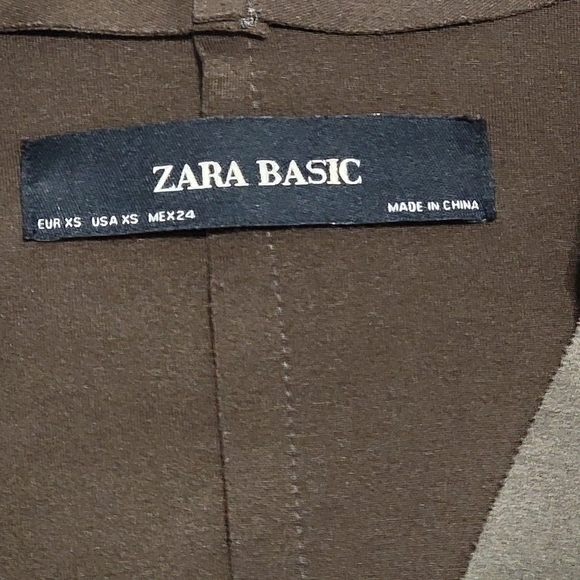 ZARA BASIC
EUR XS USA XS MEX24
MADE IN CHINA